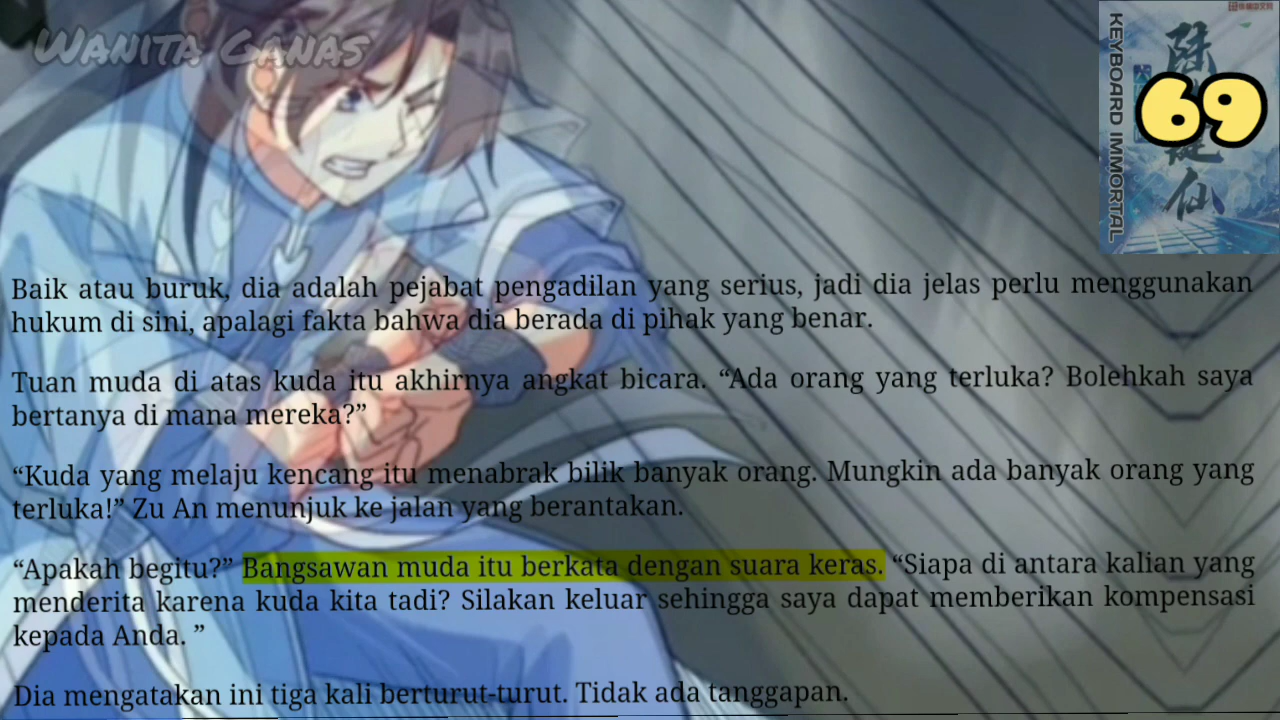 Wanita Ganas
KEYBOARD IMMORTAL
69
Baik atau buruk, dia adalah pejabat pengadilan yang serius, jadi dia jelas perlu menggunakan
hukum di sini, apalagi fakta bahwa dia berada di pihak yang benar.
Tuan muda di atas kuda itu akhirnya angkat bicara. “Ada orang yang terluka? Bolehkah saya
bertanya di mana mereka?”
“Kuda yang melaju kencang itu menabrak bilik banyak orang. Mungkin ada banyak orang yang
terluka!” Zu An menunjuk ke jalan yang berantakan.
“Apakah begitu?” Bangsawan muda itu berkata dengan suara keras. “Siapa di antara kalian yang
menderita karena kuda kita tadi? Silakan keluar sehingga saya dapat memberikan kompensasi
kepada Anda. ”
Dia mengatakan ini tiga kali berturut-turut. Tidak ada tanggapan.